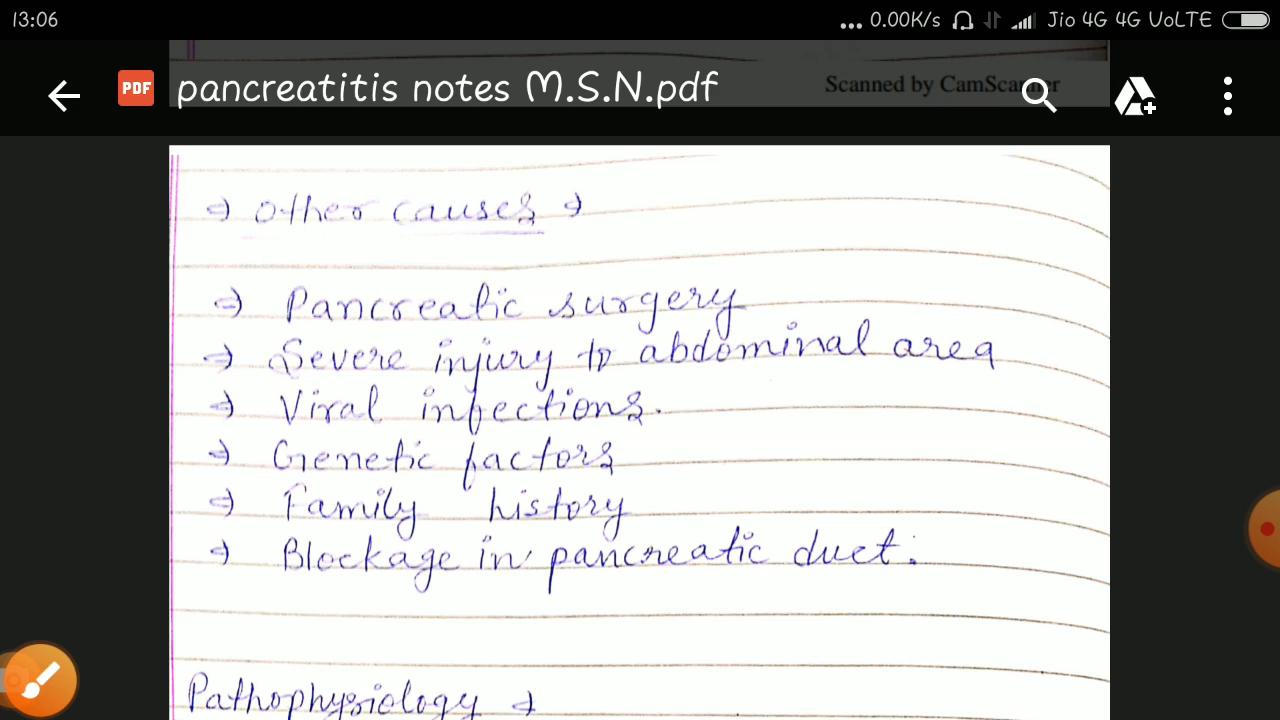 13:06 ... 0.00K/s Jio 4G 4G VoLTE
PDF pancreatitis notes M.S.N.pdf
Scanned by CamScanner
⇒ Other causes →
⇒ Pancreatic surgery
⇒ Severe injury to abdominal area
⇒ Viral infections.
⇒ Genetic factors
⇒ Family history
⇒ Blockage in pancreatic duct.
Pathophysiology →